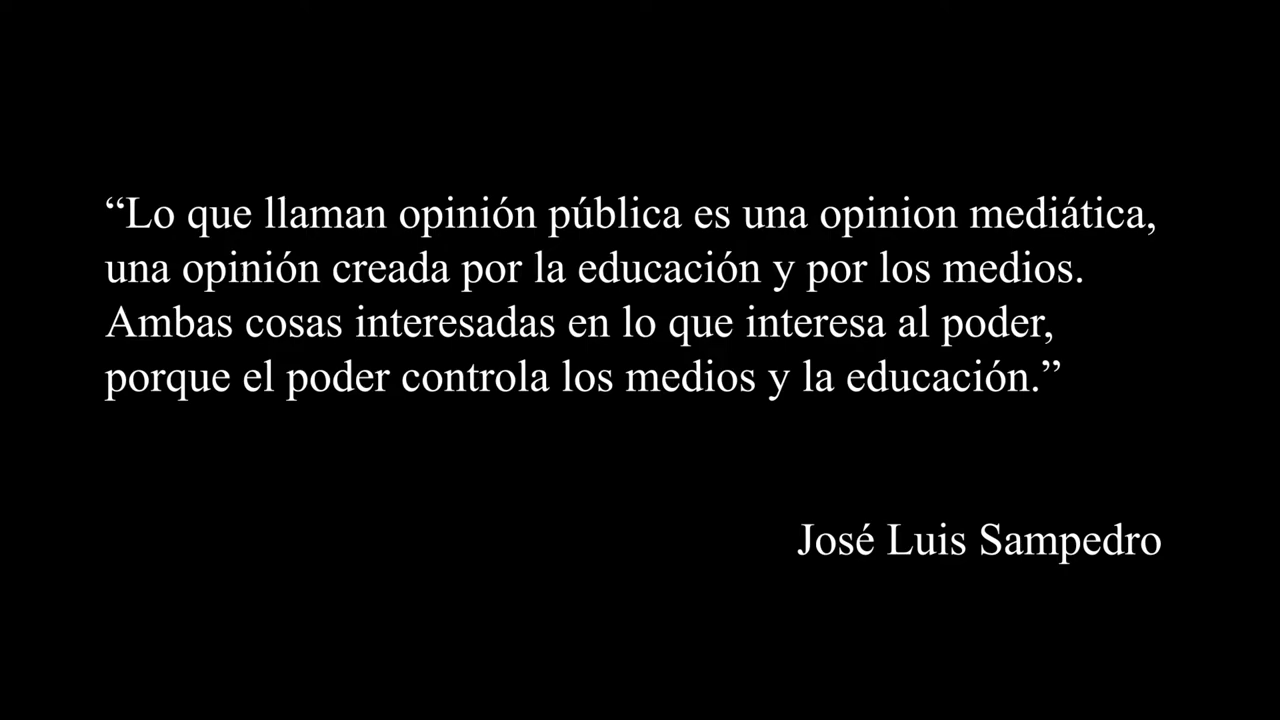 “Lo que llaman opinión pública es una opinion mediática,
una opinión creada por la educación y por los medios.
Ambas cosas interesadas en lo que interesa al poder,
porque el poder controla los medios y la educación.”
José Luis Sampedro